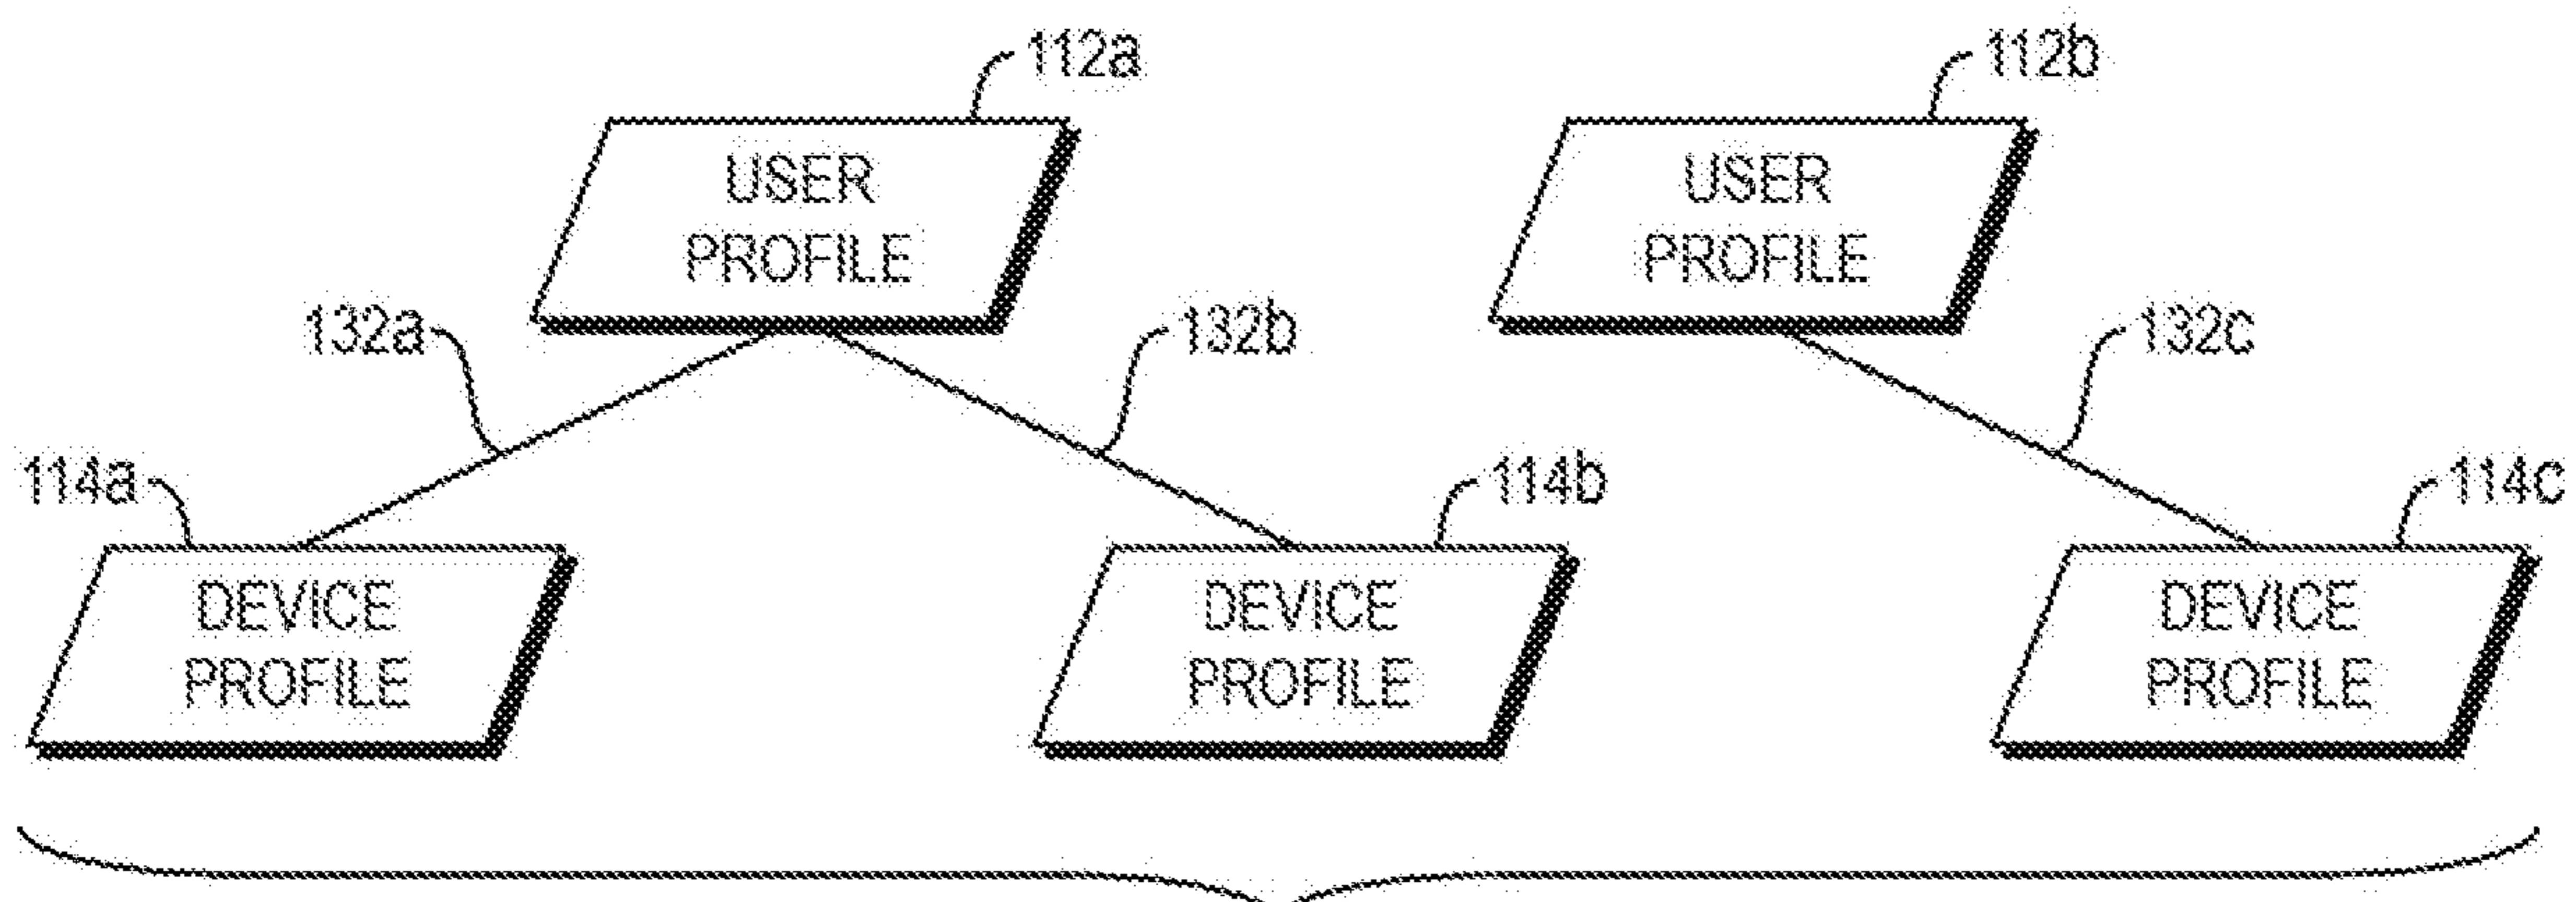 112a
112b
USER
PROFILE
USER
PROFILE
132a
132b
132c
114a
114b
114c
DEVICE
PROFILE
DEVICE
PROFILE
DEVICE
PROFILE